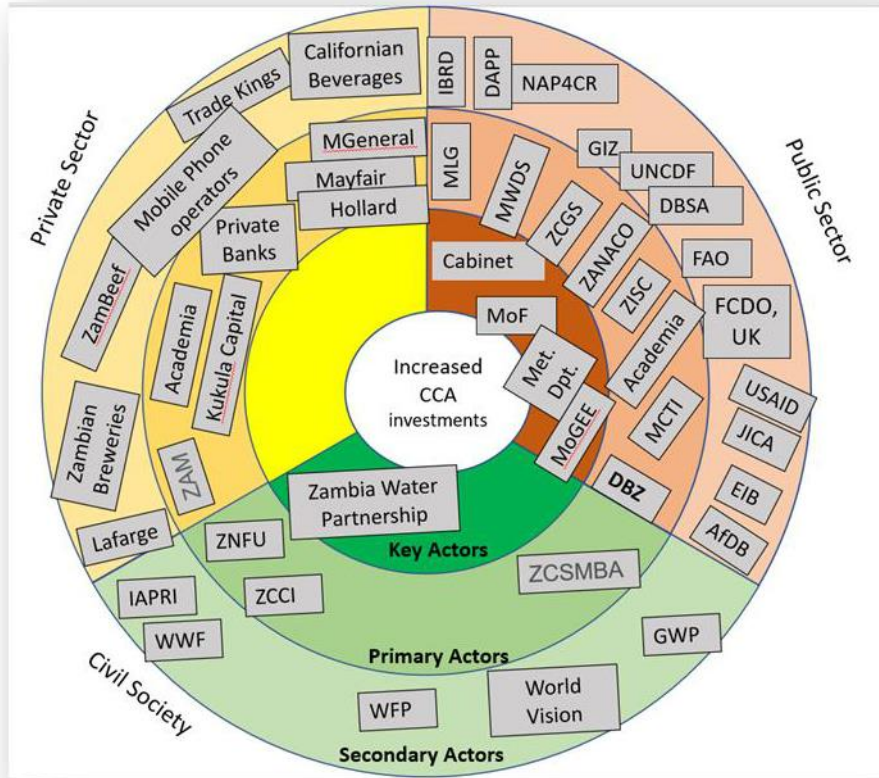 Private Sector
Public Sector
Civil Society
Californian
Beverages
Trade Kings
Mobile Phone
operators
ZamBeef
Zambian
Breweries
Lafarge
MGeneral
Mayfair
Hollard
Private
Banks
Academia
Kukula Capital
ZAM
IBRD
DAPP
NAP4CR
GIZ
UNCDF
DBSA
FAO
FCDO,
UK
USAID
JICA
EIB
AfDB
MLG
MWDS
ZCGS
ZANACO
ZISC
Academia
MCTI
DBZ
Cabinet
MoF
Met.
Dpt.
MoGEE
Increased
CCA
investments
Zambia Water
Partnership
Key Actors
ZNFU
ZCCI
ZCSMBA
Primary Actors
IAPRI
WWF
GWP
WFP
World
Vision
Secondary Actors